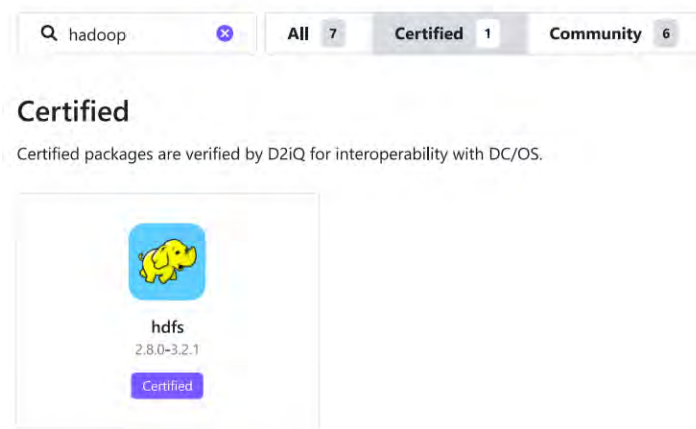 hadoop All 7 Certified 1 Community 6
Certified
Certified packages are verified by D2iQ for interoperability with DC/OS.
hdfs
2.8.0-3.2.1
Certified